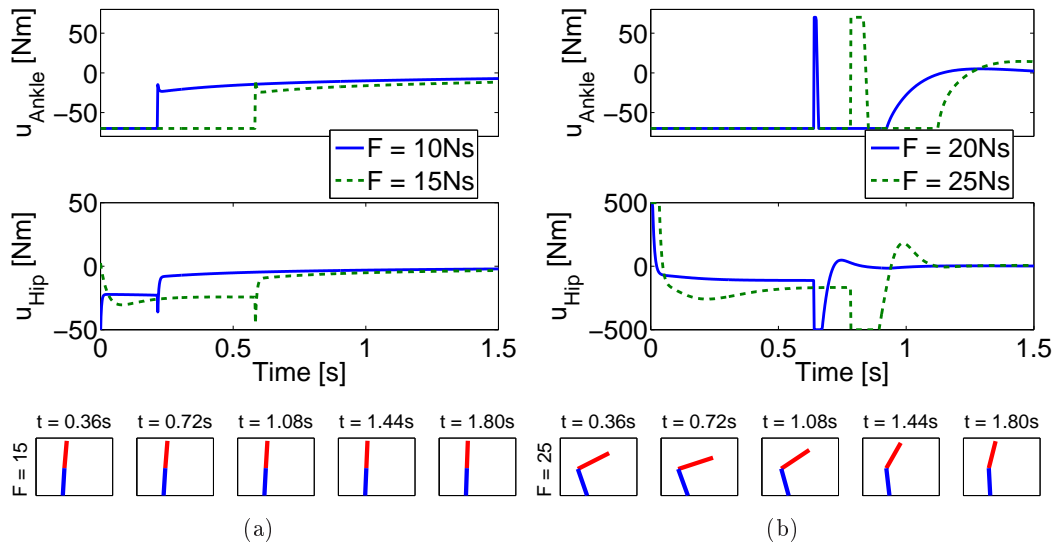 u_Ankle [Nm]
50
0
−50
F = 10Ns
F = 15Ns
u_Hip [Nm]
50
0
−50
0 0.5 1 1.5
Time [s]
t = 0.36s t = 0.72s t = 1.08s t = 1.44s t = 1.80s
F = 15
(a)
u_Ankle [Nm]
50
0
−50
F = 20Ns
F = 25Ns
u_Hip [Nm]
500
0
−500
0 0.5 1 1.5
Time [s]
t = 0.36s t = 0.72s t = 1.08s t = 1.44s t = 1.80s
F = 25
(b)